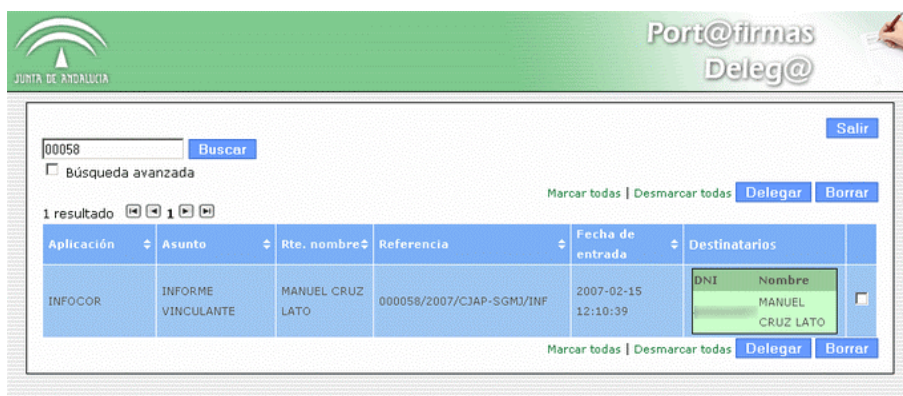 Port@firmas
Deleg@
JUNTA DE ANDALUCIA
Salir
00058 Buscar
Búsqueda avanzada
Marcar todas | Desmarcar todas Delegar Borrar
1 resultado 1
Aplicación Asunto Rte. nombre Referencia Fecha de entrada Destinatarios
INFOCOR INFORME VINCULANTE MANUEL CRUZ LATO 000058/2007/CJAP-SGMJ/INF 2007-02-15 12:10:39
DNI Nombre
MANUEL
CRUZ LATO
Marcar todas | Desmarcar todas Delegar Borrar